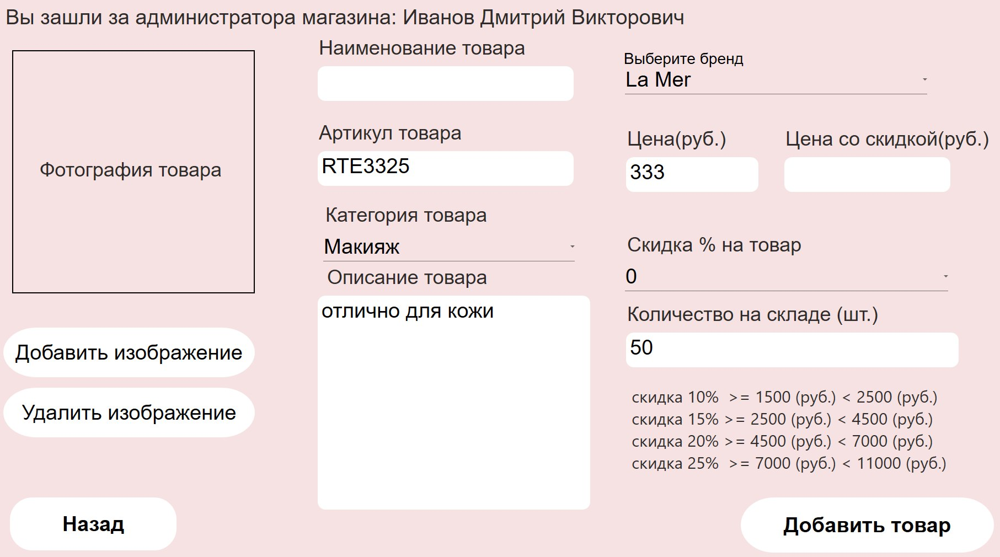 Вы зашли за администратора магазина: Иванов Дмитрий Викторович
Фотография товара
Добавить изображение
Удалить изображение
Назад
Наименование товара
Артикул товара
RTE3325
Категория товара
Макияж
Описание товара
отлично для кожи
Выберите бренд
La Mer
Цена(руб.) Цена со скидкой(руб.)
333
Скидка % на товар
0
Количество на складе (шт.)
50
скидка 10%  >= 1500 (руб.) < 2500 (руб.)
скидка 15% >= 2500 (руб.) < 4500 (руб.)
скидка 20% >= 4500 (руб.) < 7000 (руб.)
скидка 25%  >= 7000 (руб.) < 11000 (руб.)
Добавить товар